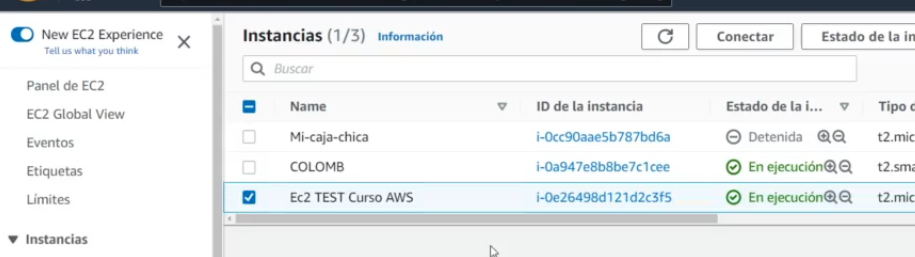 New EC2 Experience
Tell us what you think
Panel de EC2
EC2 Global View
Eventos
Etiquetas
Límites
Instancias
Instancias (1/3) Información
Conectar
Estado de la in
Buscar
Name ID de la instancia Estado de la i... Tipo d
Mi-caja-chica i-0cc90aae5b787bd6a Detenida t2.mic
COLOMB i-0a947e8b8be7c1cee En ejecución t2.sma
Ec2 TEST Curso AWS i-0e26498d121d2c3f5 En ejecución t2.mic